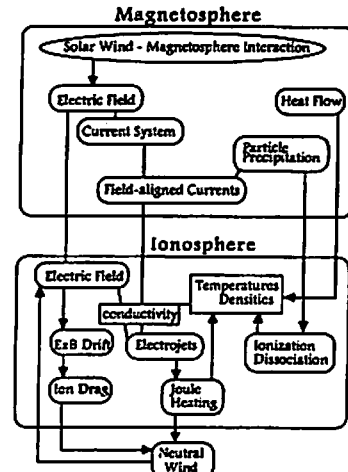 Magnetosphere
Solar Wind - Magnetosphere Interaction
Electric Field
Heat Flow
Current System
Particle
Precipitation
Field-aligned Currents
Ionosphere
Electric Field
Temperatures
Densities
conductivity
ExB Drift
Electrojets
Ionization
Dissociation
Ion Drag
Joule
Heating
Neutral
Wind